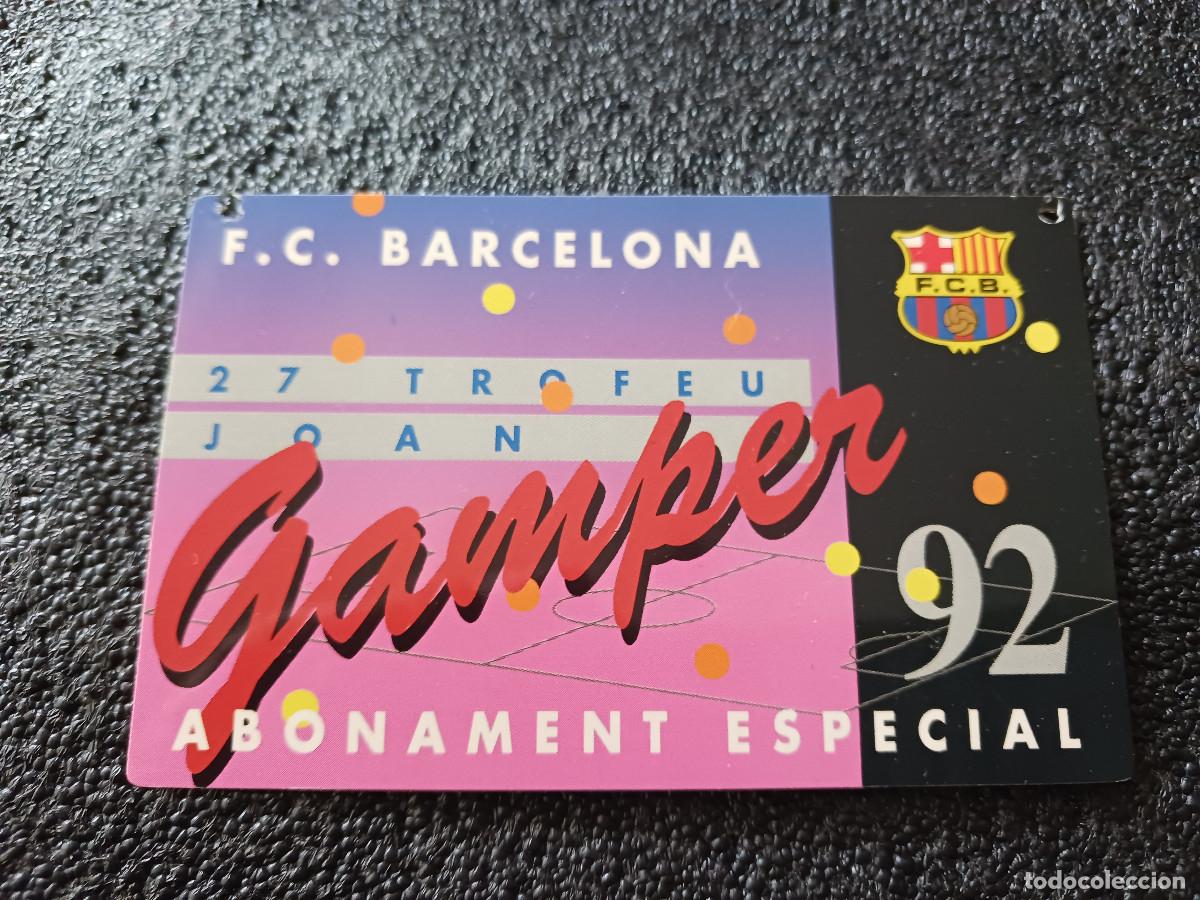 F.C. BARCELONA
F.C.B.
27 TROFEU
JOAN
Gamper
92
ABONAMENT ESPECIAL
todocoleccion